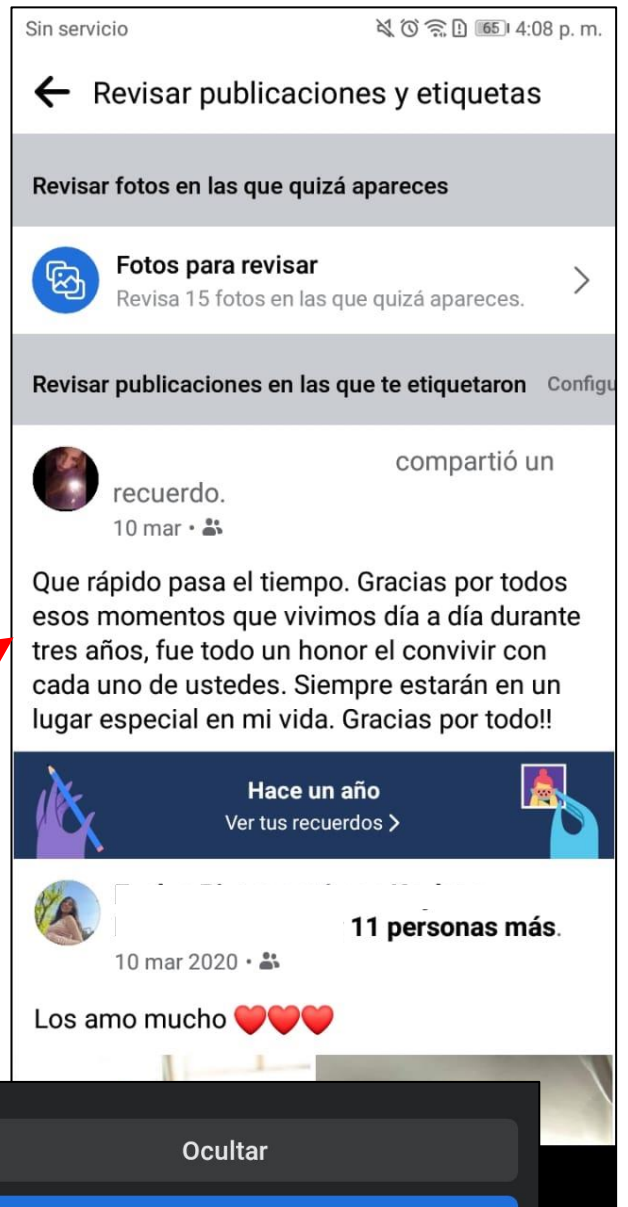 Sin servicio 65 4:08 p. m.
Revisar publicaciones y etiquetas
Revisar fotos en las que quizá apareces
Fotos para revisar
Revisa 15 fotos en las que quizá apareces.
Revisar publicaciones en las que te etiquetaron Configu
compartió un
recuerdo.
10 mar •
Que rápido pasa el tiempo. Gracias por todos
esos momentos que vivimos día a día durante
tres años, fue todo un honor el convivir con
cada uno de ustedes. Siempre estarán en un
lugar especial en mi vida. Gracias por todo!!
Hace un año
Ver tus recuerdos >
11 personas más.
10 mar 2020 •
Los amo mucho ❤️❤️❤️
Ocultar